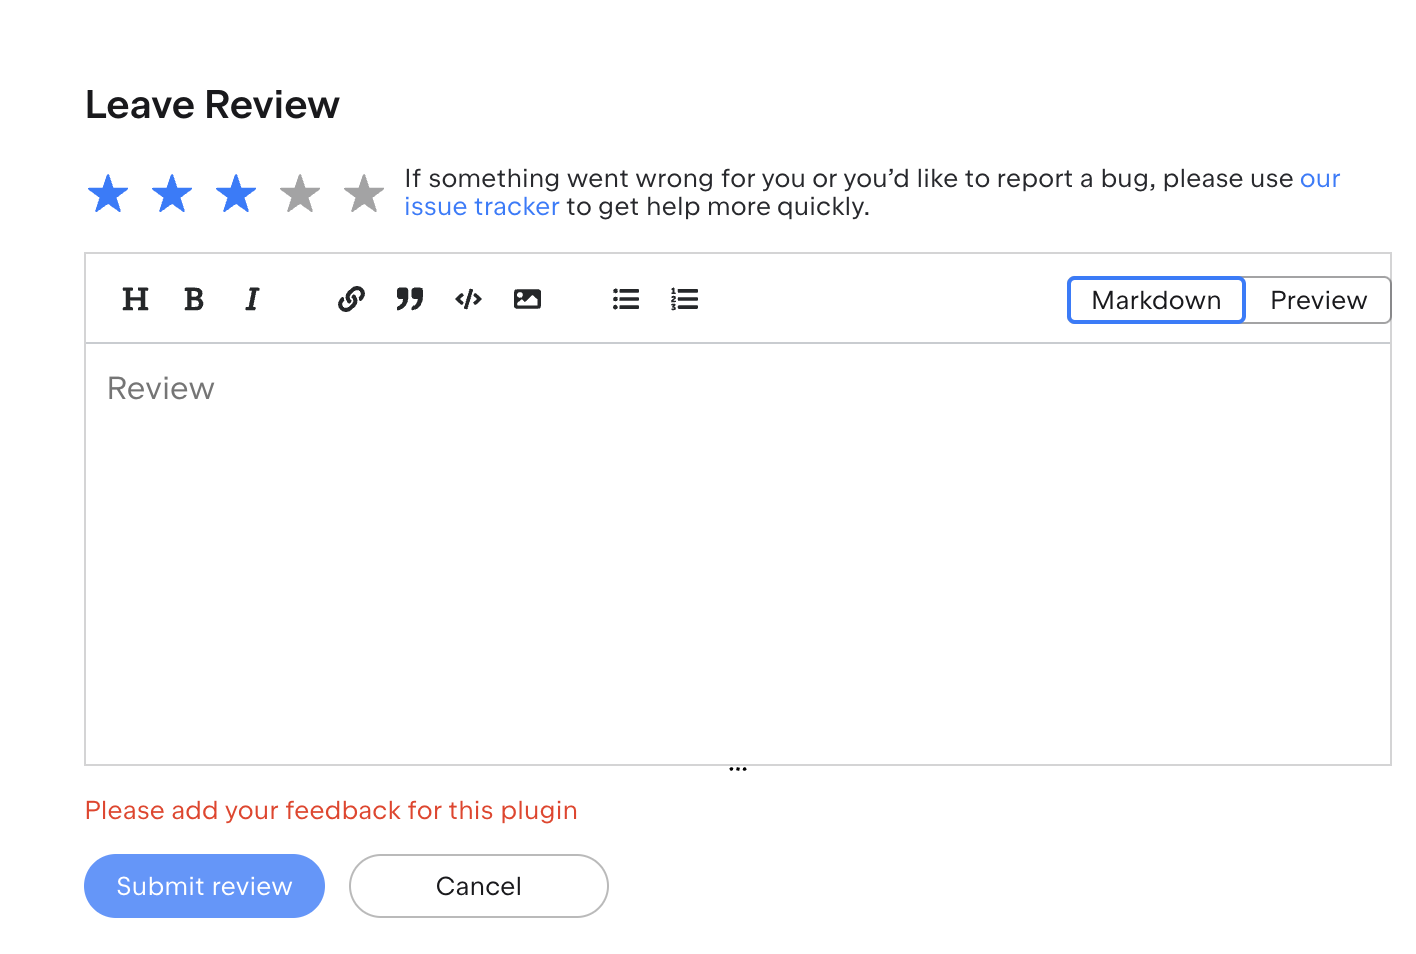 Leave Review
If something went wrong for you or you’d like to report a bug, please use our
issue tracker to get help more quickly.
H B I
Markdown Preview
Review
Please add your feedback for this plugin
Submit review Cancel